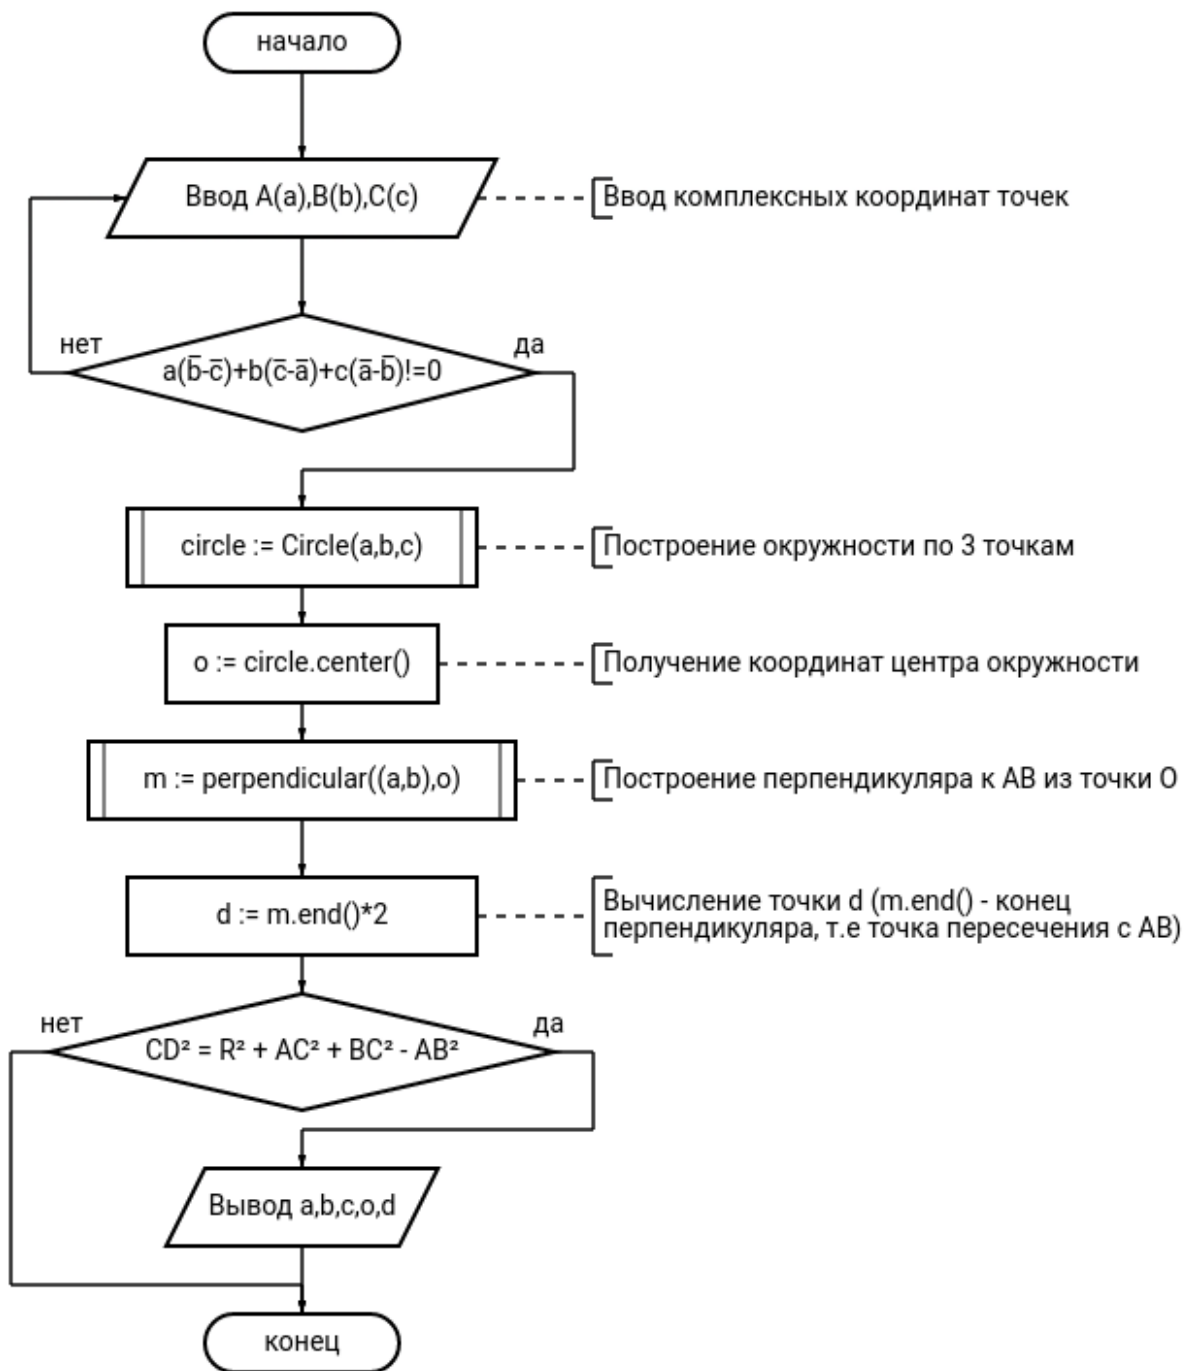 начало
Ввод A(a),B(b),C(c)
Ввод комплексных координат точек
нет
да
a(b̅-c̅)+b(c̅-a̅)+c(a̅-b̅)!=0
circle := Circle(a,b,c)
Построение окружности по 3 точкам
o := circle.center()
Получение координат центра окружности
m := perpendicular((a,b),o)
Построение перпендикуляра к AB из точки O
d := m.end()*2
Вычисление точки d (m.end() - конец
перпендикуляра, т.е точка пересечения с AB)
нет
да
CD² = R² + AC² + BC² - AB²
Вывод a,b,c,o,d
конец